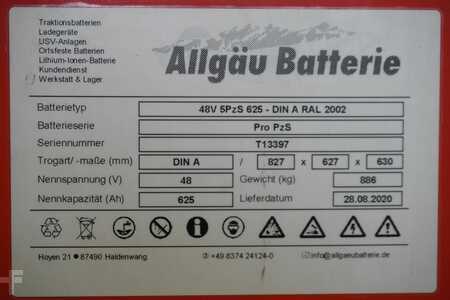 Traktionsbatterien
Ladegeräte
USV-Anlagen
Ortsfeste Batterien
Lithium-Ionen-Batterie
Kundendienst
Werkstatt & Lager
Allgäu Batterie
Batterietyp 48V 5PzS 625 - DIN A RAL 2002
Batterieserie Pro PzS
Seriennummer T13397
Trogart/ -maße (mm) DIN A / 827 x 627 x 630
Nennspannung (V) 48 Gewicht (kg) 886
Nennkapazität (Ah) 625 Lieferdatum 28.08.2020
Hoyen 21 ● 87490 Haldenwang ✆ +49 8374 24124-0 ✉ info@allgaeubatterie.de